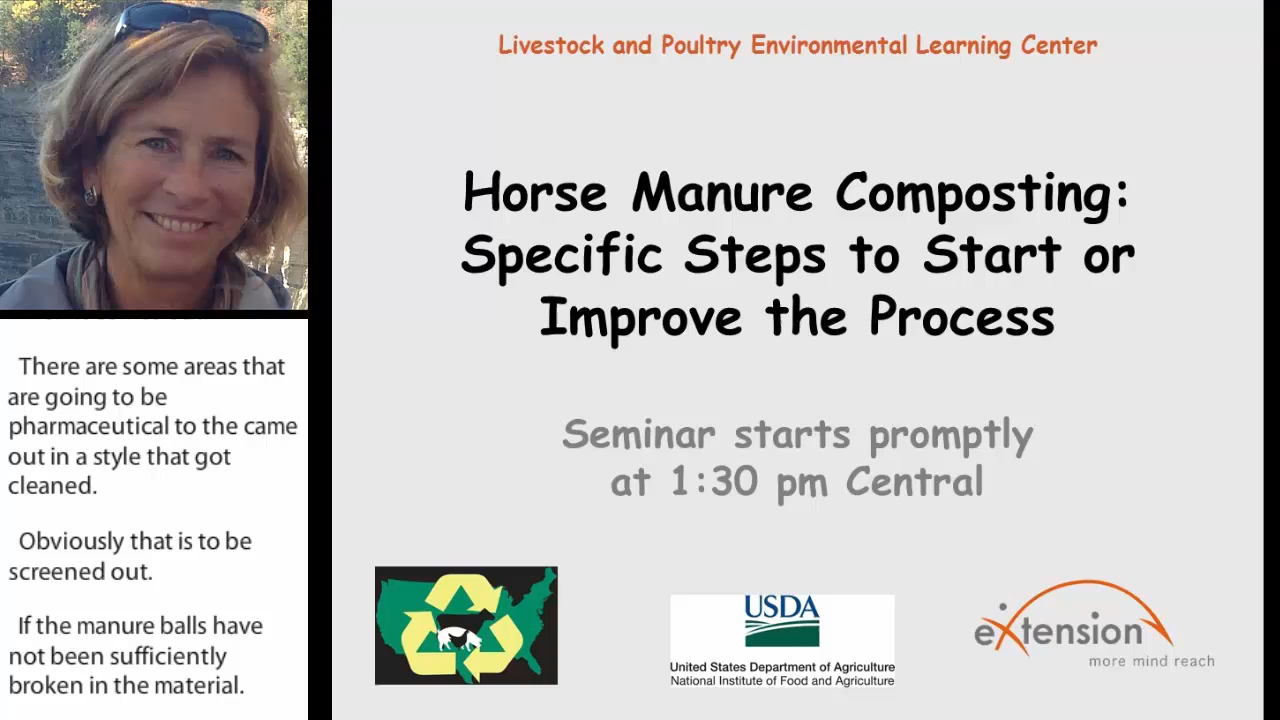 Livestock and Poultry Environmental Learning Center
Horse Manure Composting:
Specific Steps to Start or
Improve the Process
Seminar starts promptly
at 1:30 pm Central
There are some areas that
are going to be
pharmaceutical to the came
out in a style that got
cleaned.
Obviously that is to be
screened out.
If the manure balls have
not been sufficiently
broken in the material.
USDA
United States Department of Agriculture
National Institute of Food and Agriculture
eXtension
more mind reach